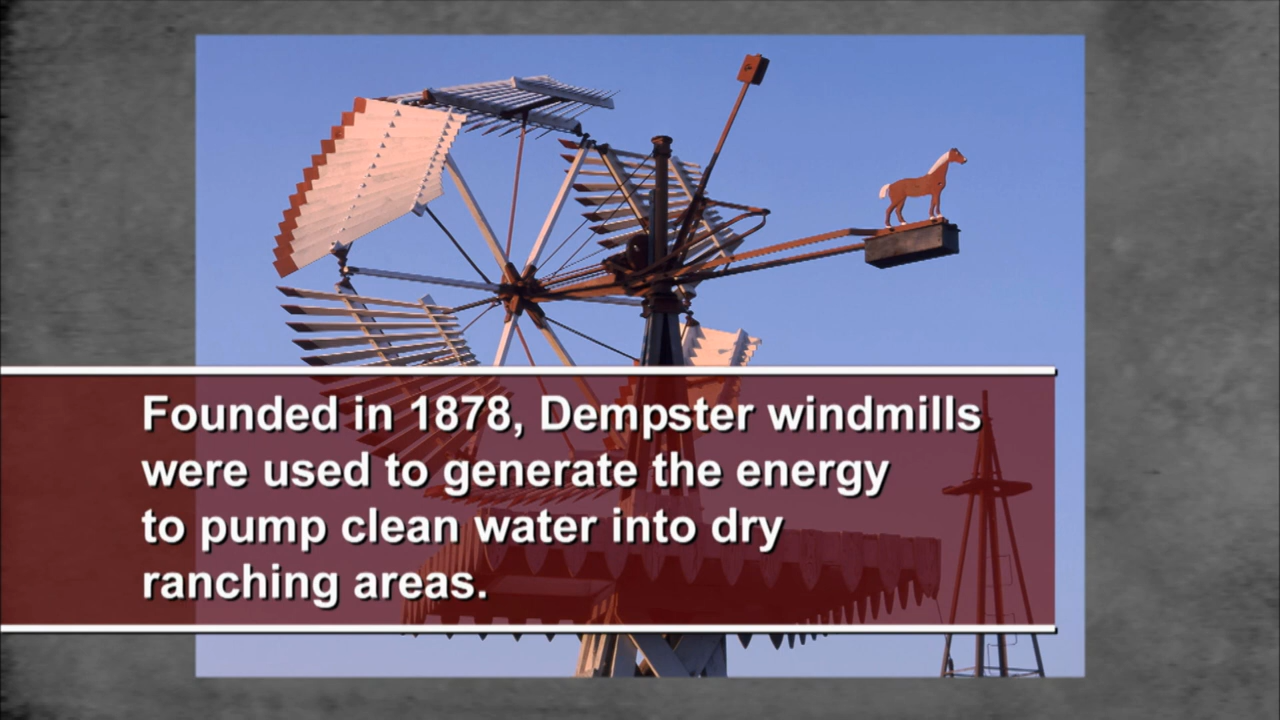 Founded in 1878, Dempster windmills
were used to generate the energy
to pump clean water into dry
ranching areas.